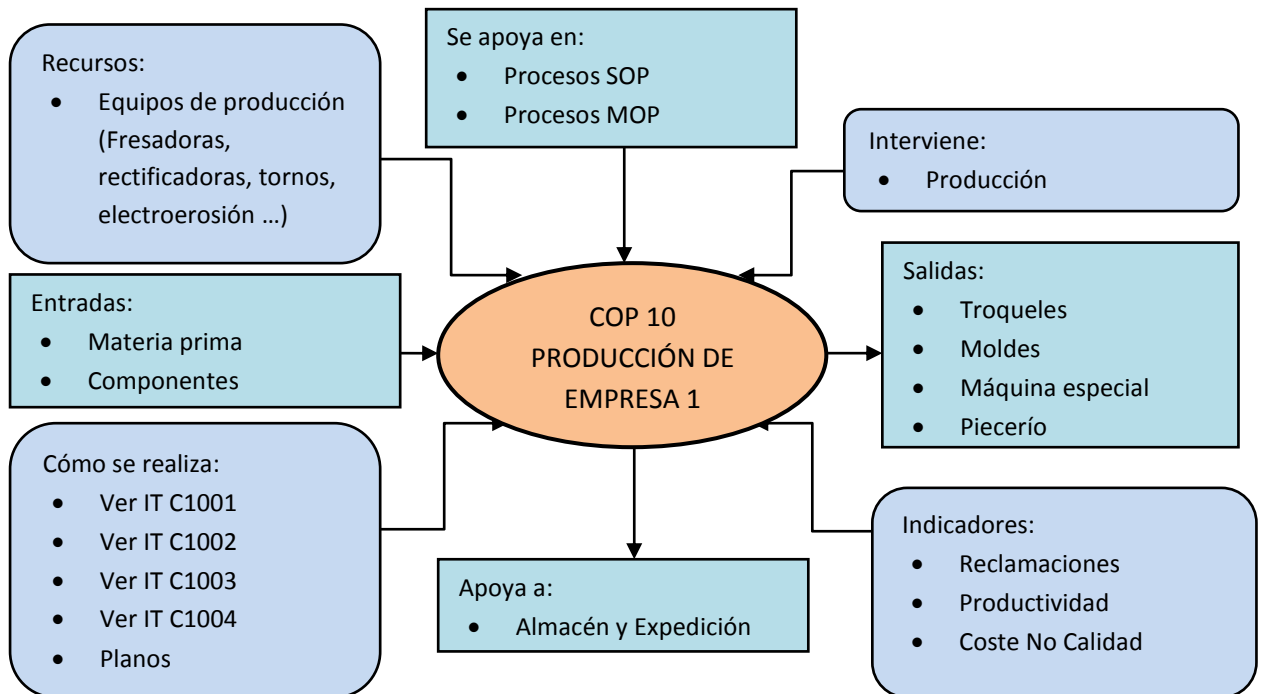 Recursos:
• Equipos de producción
(Fresadoras,
rectificadoras, tornos,
electroerosión ...)
Se apoya en:
• Procesos SOP
• Procesos MOP
Interviene:
• Producción
Entradas:
• Materia prima
• Componentes
COP 10
PRODUCCIÓN DE
EMPRESA 1
Salidas:
• Troqueles
• Moldes
• Máquina especial
• Piecerío
Cómo se realiza:
• Ver IT C1001
• Ver IT C1002
• Ver IT C1003
• Ver IT C1004
• Planos
Apoya a:
• Almacén y Expedición
Indicadores:
• Reclamaciones
• Productividad
• Coste No Calidad